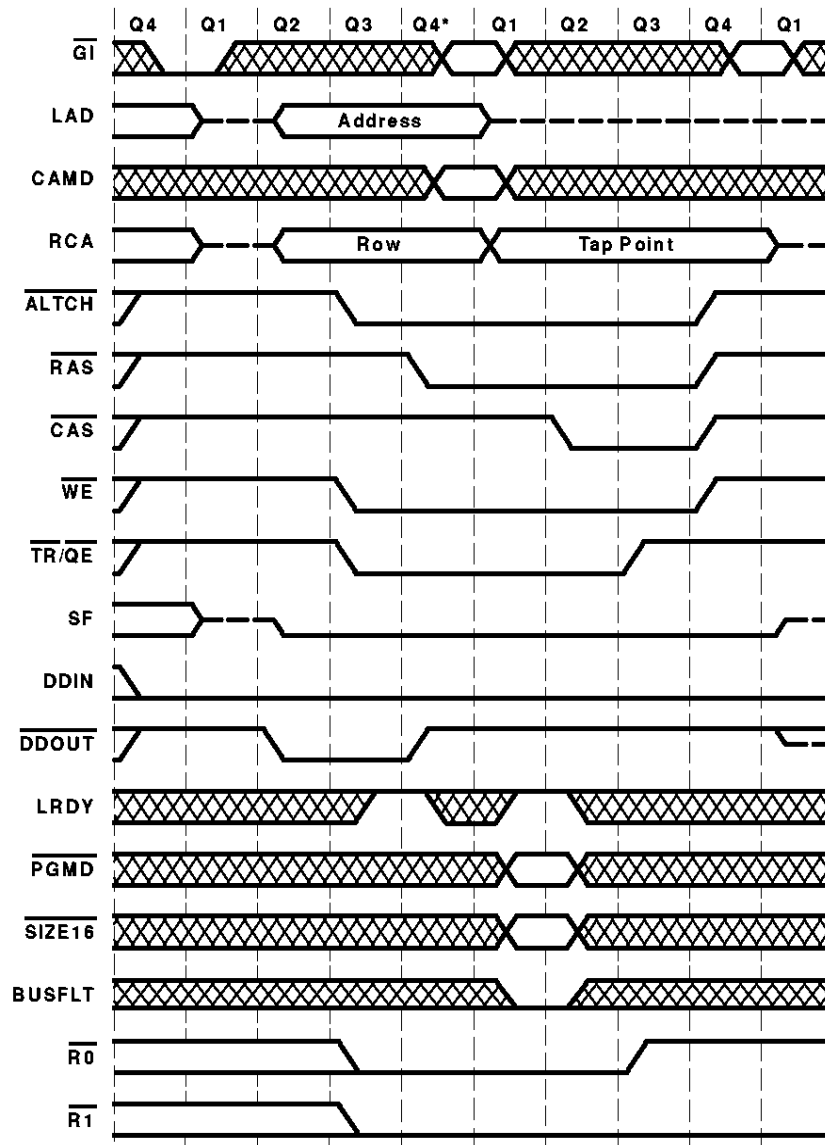 Q4 Q1 Q2 Q3 Q4* Q1 Q2 Q3 Q4 Q1
GI
LAD Address
CAMD
RCA Row Tap Point
ALTCH
RAS
CAS
WE
TR/QE
SF
DDIN
DDOUT
LRDY
PGMD
SIZE16
BUSFLT
R0
R1